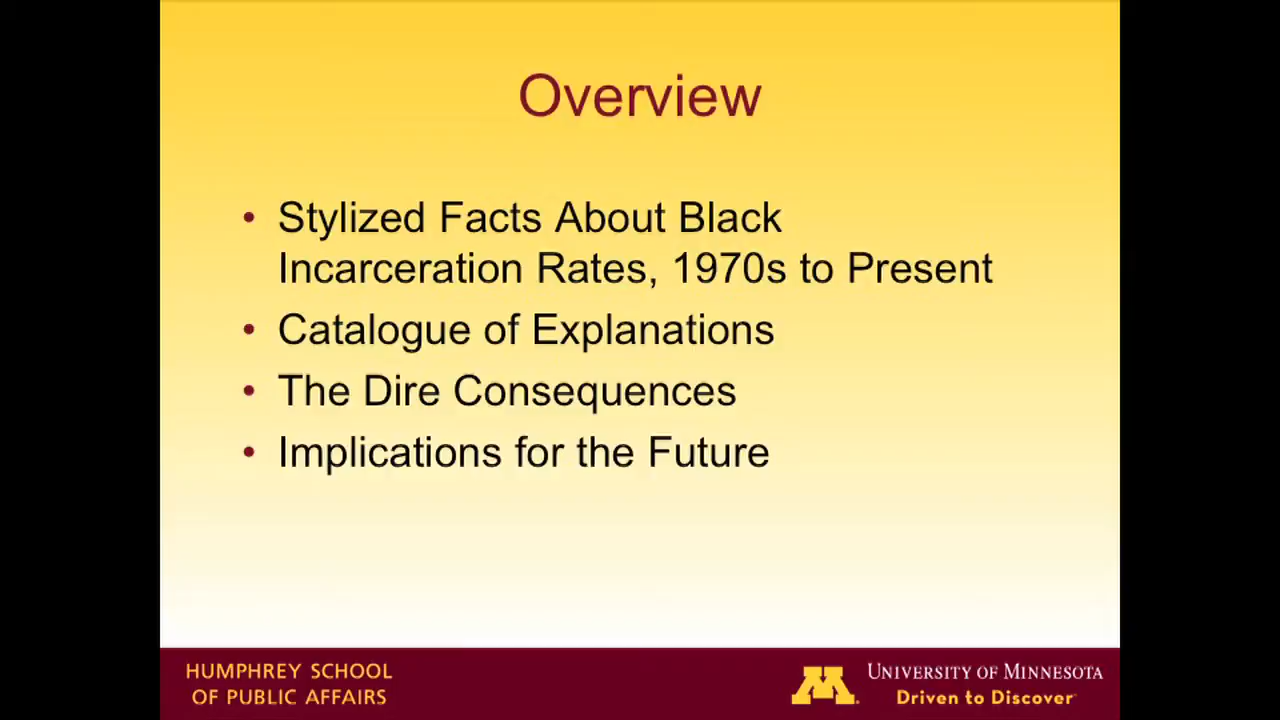 Overview
• Stylized Facts About Black
Incarceration Rates, 1970s to Present
• Catalogue of Explanations
• The Dire Consequences
• Implications for the Future
HUMPHREY SCHOOL
OF PUBLIC AFFAIRS
M
UNIVERSITY OF MINNESOTA
Driven to Discover